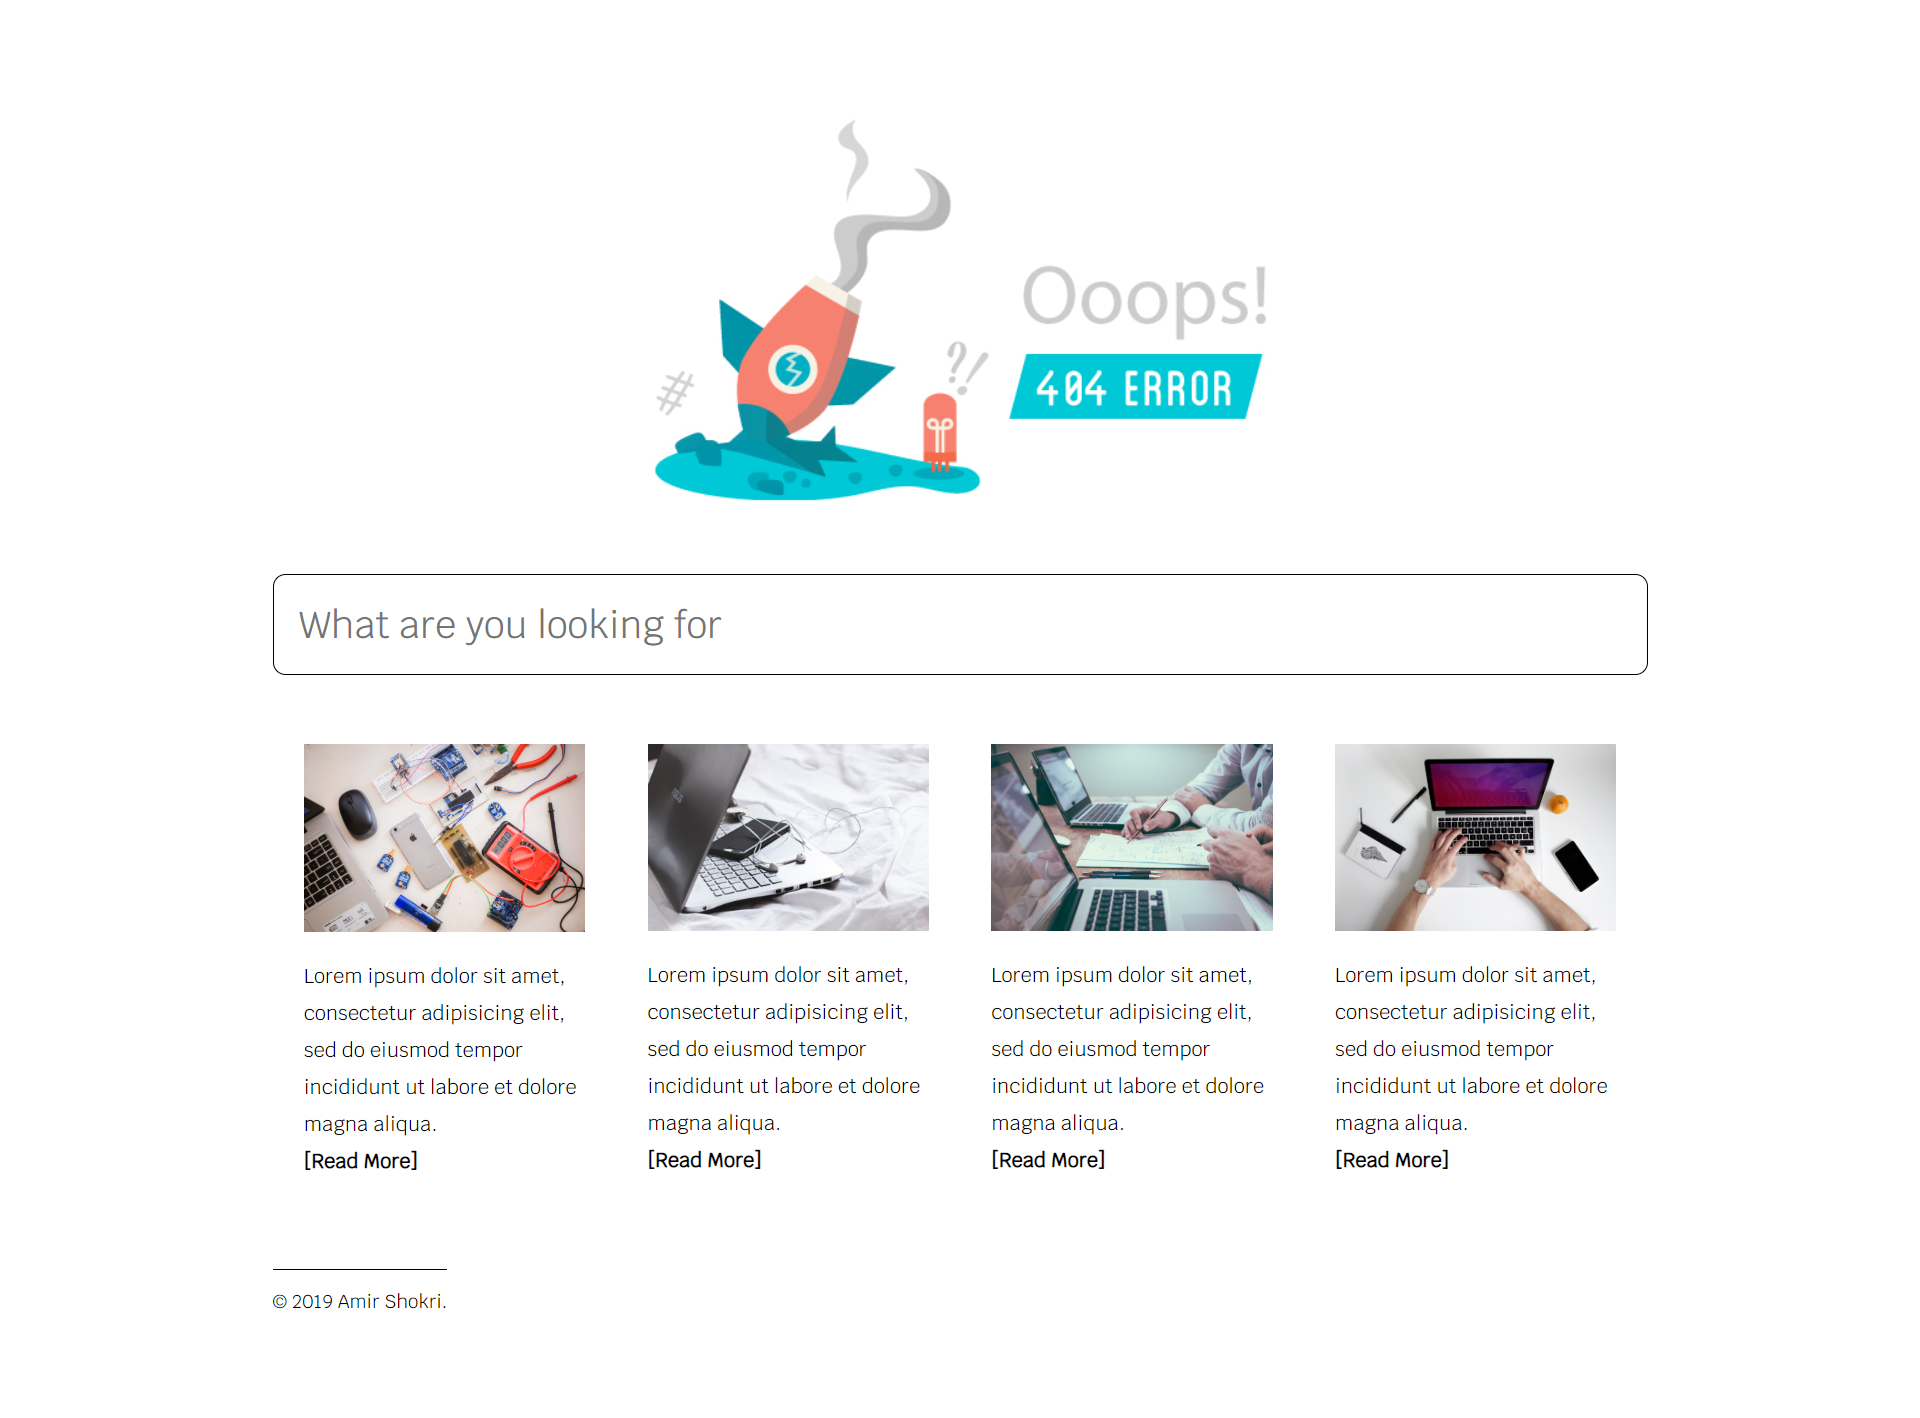 Ooops!
#
?!
404 ERROR
What are you looking for
Lorem ipsum dolor sit amet,
consectetur adipisicing elit,
sed do eiusmod tempor
incididunt ut labore et dolore
magna aliqua.
[Read More]
Lorem ipsum dolor sit amet,
consectetur adipisicing elit,
sed do eiusmod tempor
incididunt ut labore et dolore
magna aliqua.
[Read More]
Lorem ipsum dolor sit amet,
consectetur adipisicing elit,
sed do eiusmod tempor
incididunt ut labore et dolore
magna aliqua.
[Read More]
Lorem ipsum dolor sit amet,
consectetur adipisicing elit,
sed do eiusmod tempor
incididunt ut labore et dolore
magna aliqua.
[Read More]
© 2019 Amir Shokri.